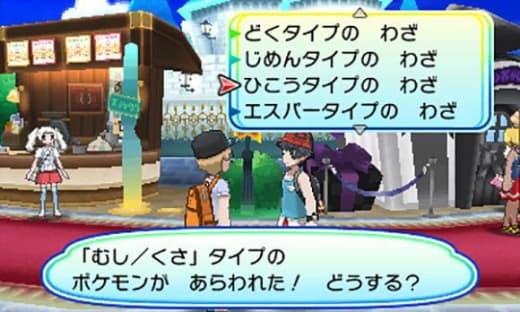 どくタイプの　わざ
じめんタイプの　わざ
ひこうタイプの　わざ
エスパータイプの　わざ
「むし／くさ」タイプの
ポケモンが　あらわれた！　どうする？